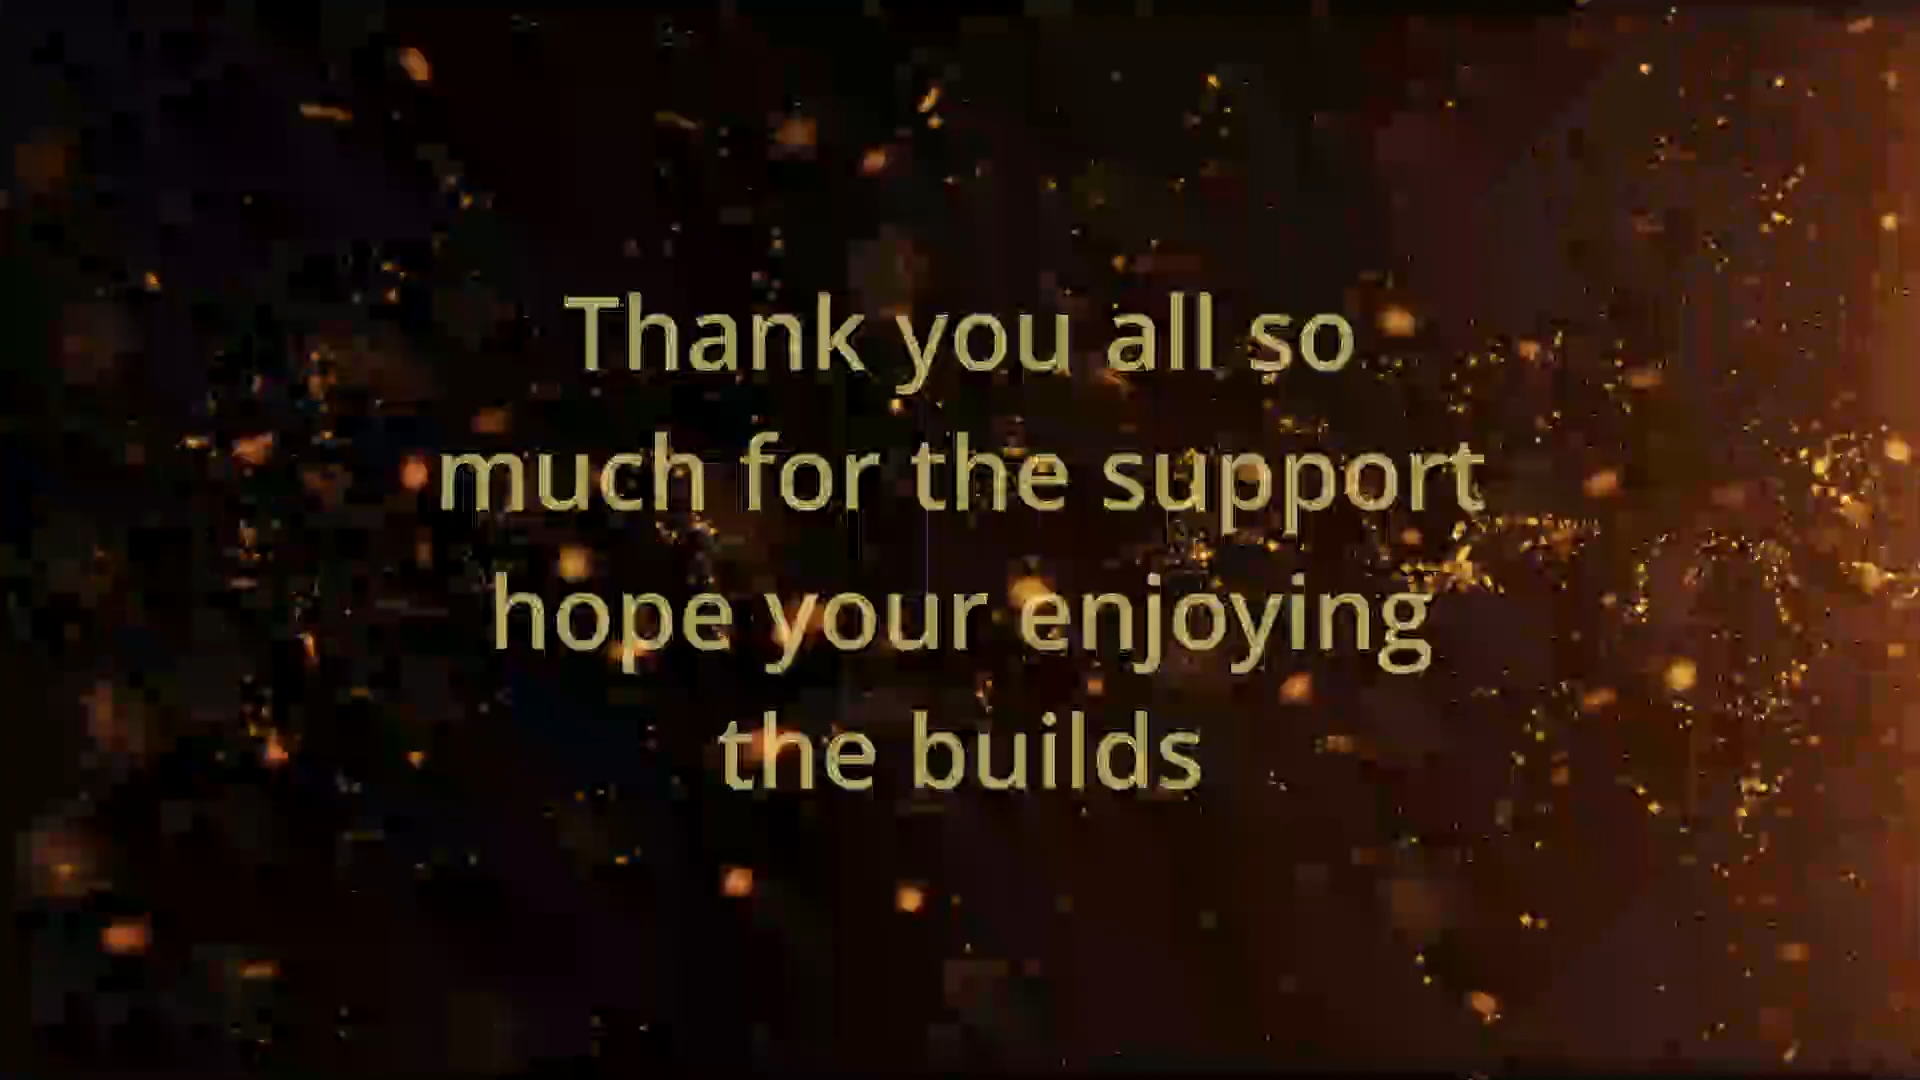 Thank you all so
much for the support
hope your enjoying
the builds